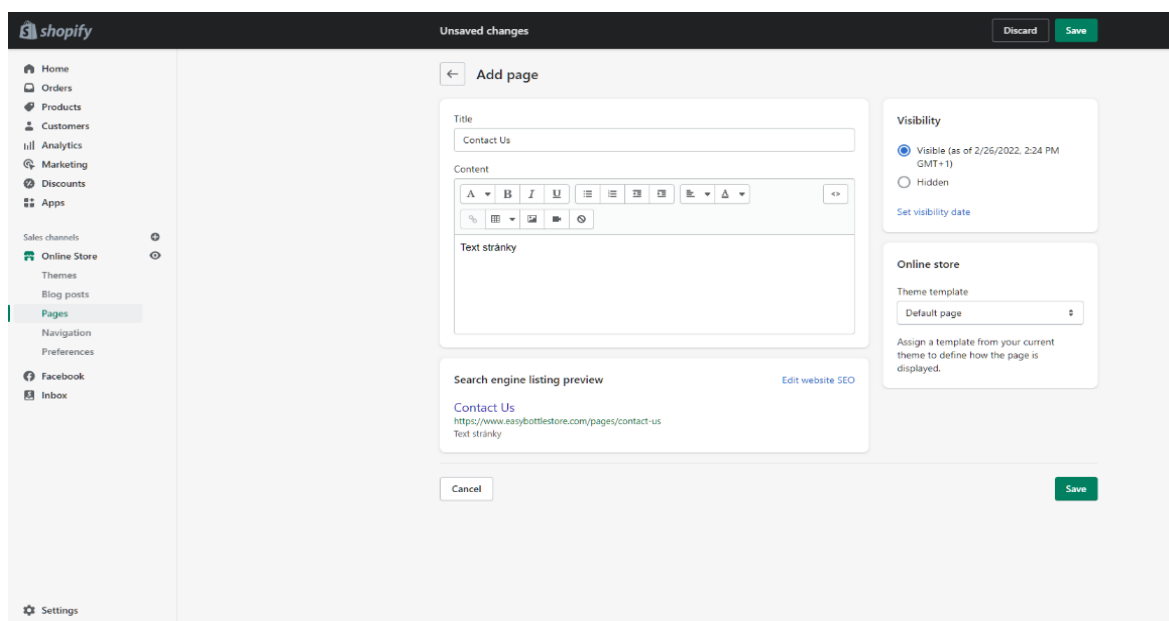 shopify
Unsaved changes
Discard
Save
Home
Orders
Products
Customers
Analytics
Marketing
Discounts
Apps
Sales channels
Online Store
Themes
Blog posts
Pages
Navigation
Preferences
Facebook
Inbox
Settings
Add page
Title
Contact Us
Content
A B I U A
Text stránky
Search engine listing preview
Edit website SEO
Contact Us
https://www.easybottlestore.com/pages/contact-us
Text stránky
Visibility
Visible (as of 2/26/2022, 2:24 PM
GMT+1)
Hidden
Set visibility date
Online store
Theme template
Default page
Assign a template from your current
theme to define how the page is
displayed.
Cancel
Save